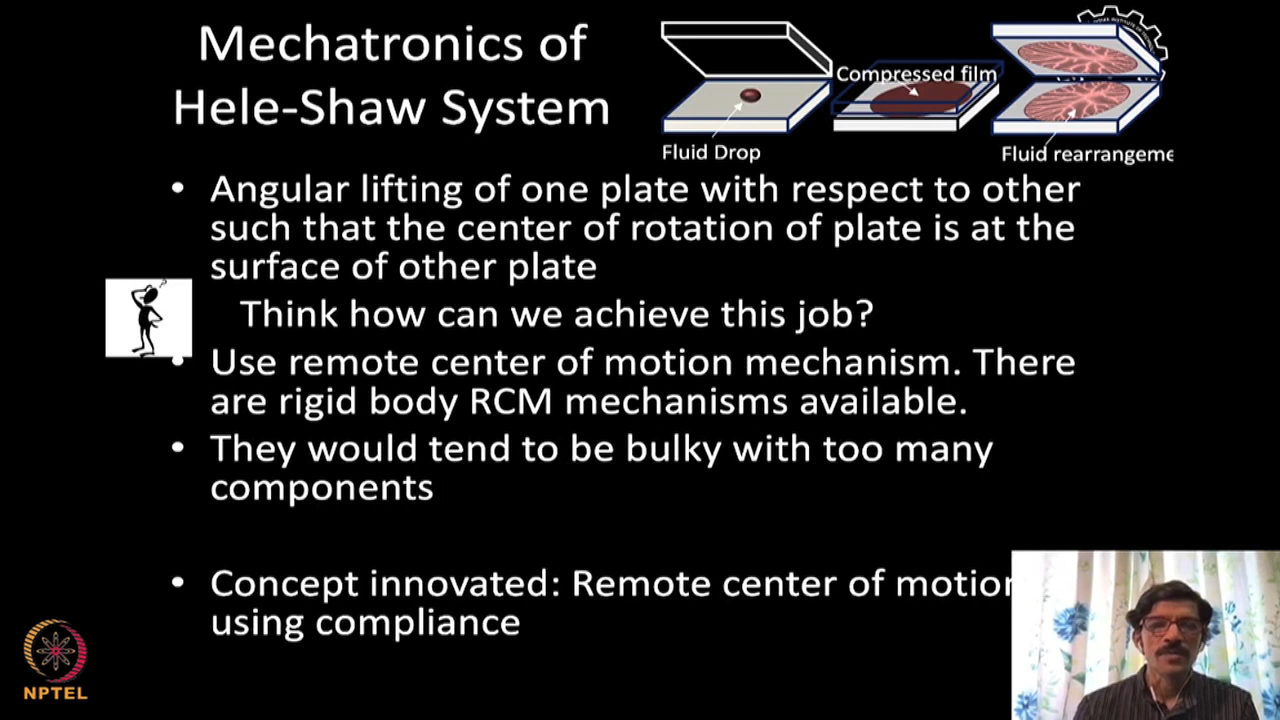 Mechatronics of
Hele-Shaw System
Compressed film
Fluid Drop
Fluid rearrangeme
• Angular lifting of one plate with respect to other
such that the center of rotation of plate is at the
surface of other plate
Think how can we achieve this job?
• Use remote center of motion mechanism. There
are rigid body RCM mechanisms available.
• They would tend to be bulky with too many
components
• Concept innovated: Remote center of motion
using compliance
NPTEL